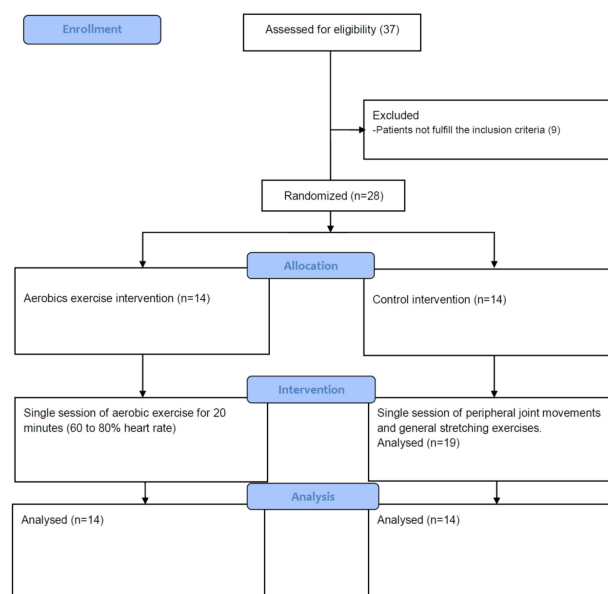 Enrollment
Assessed for eligibility (37)
Excluded
-Patients not fulfill the inclusion criteria (9)
Randomized (n=28)
Allocation
Aerobics exercise intervention (n=14)
Control intervention (n=14)
Intervention
Single session of aerobic exercise for 20
minutes (60 to 80% heart rate)
Single session of peripheral joint movements
and general stretching exercises.
Analysed (n=19)
Analysis
Analysed (n=14)
Analysed (n=14)